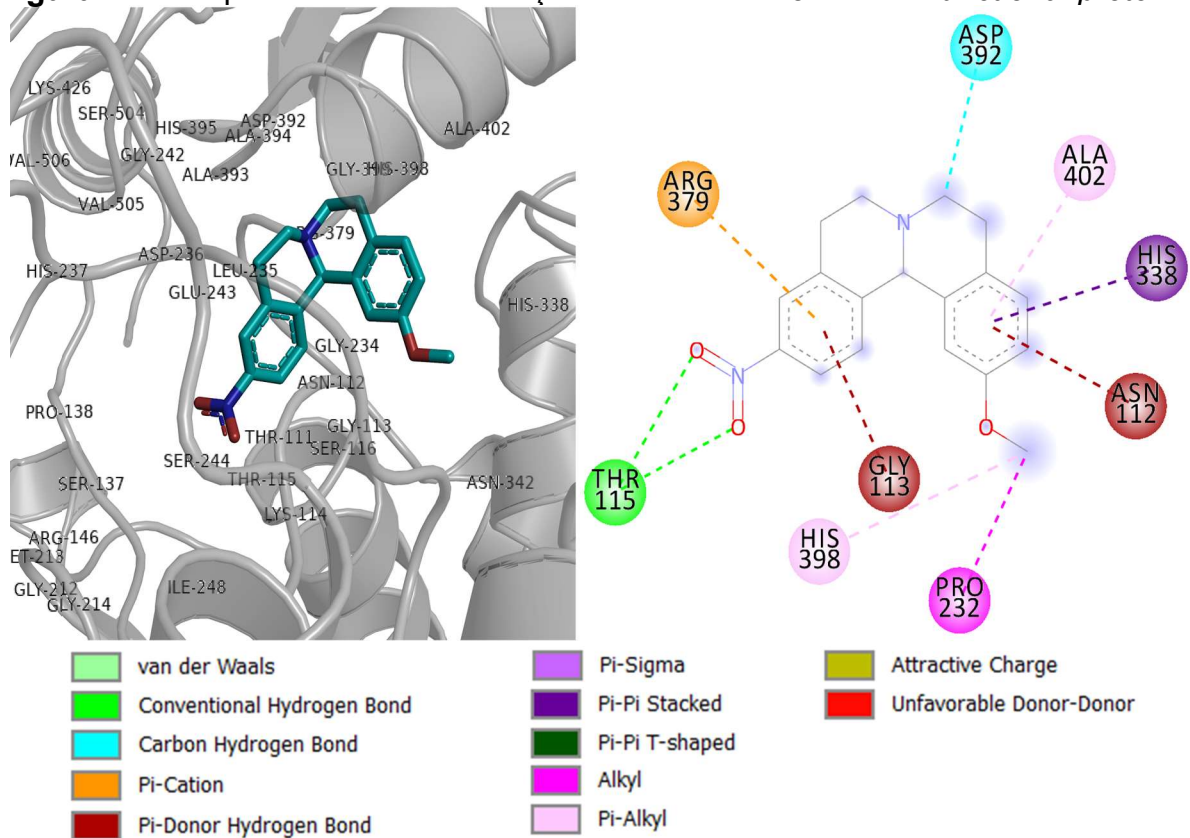 LYS-426
SER-504
HIS-395
ASP-392
ALA-394
ALA-402
VAL-506
GLY-242
ALA-393
HIS-398
VAL-505
ASP-236
HIS-237
LEU-235
GLU-243
HIS-338
GLY-234
ASN-112
PRO-138
THR-111
GLY-113
SER-116
SER-244
THR-115
ASN-342
SER-137
LYS-114
ARG-146
ET-213
GLY-212
GLY-214
ILE-248
ASP
392
ARG
379
ALA
402
N
HIS
338
O
N
O
ASN
112
O
GLY
113
THR
115
HIS
398
PRO
232
van der Waals
Conventional Hydrogen Bond
Carbon Hydrogen Bond
Pi-Cation
Pi-Donor Hydrogen Bond
Pi-Sigma
Pi-Pi Stacked
Pi-Pi T-shaped
Alkyl
Pi-Alkyl
Attractive Charge
Unfavorable Donor-Donor